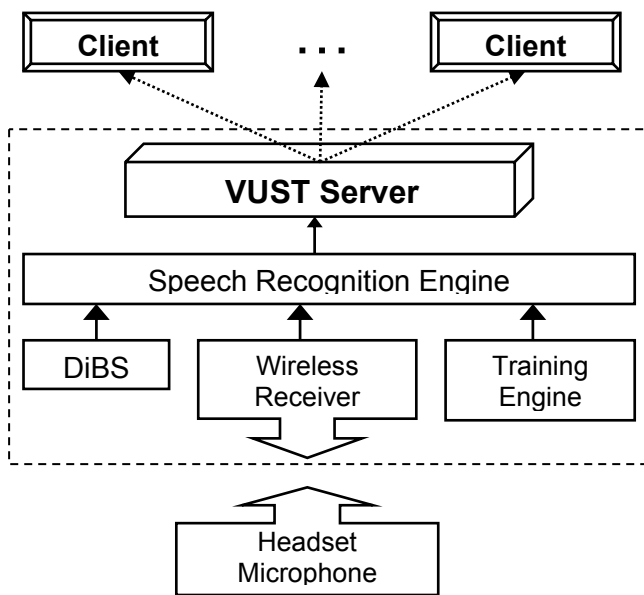 Client ... Client
VUST Server
Speech Recognition Engine
DiBS
Wireless
Receiver
Training
Engine
Headset
Microphone